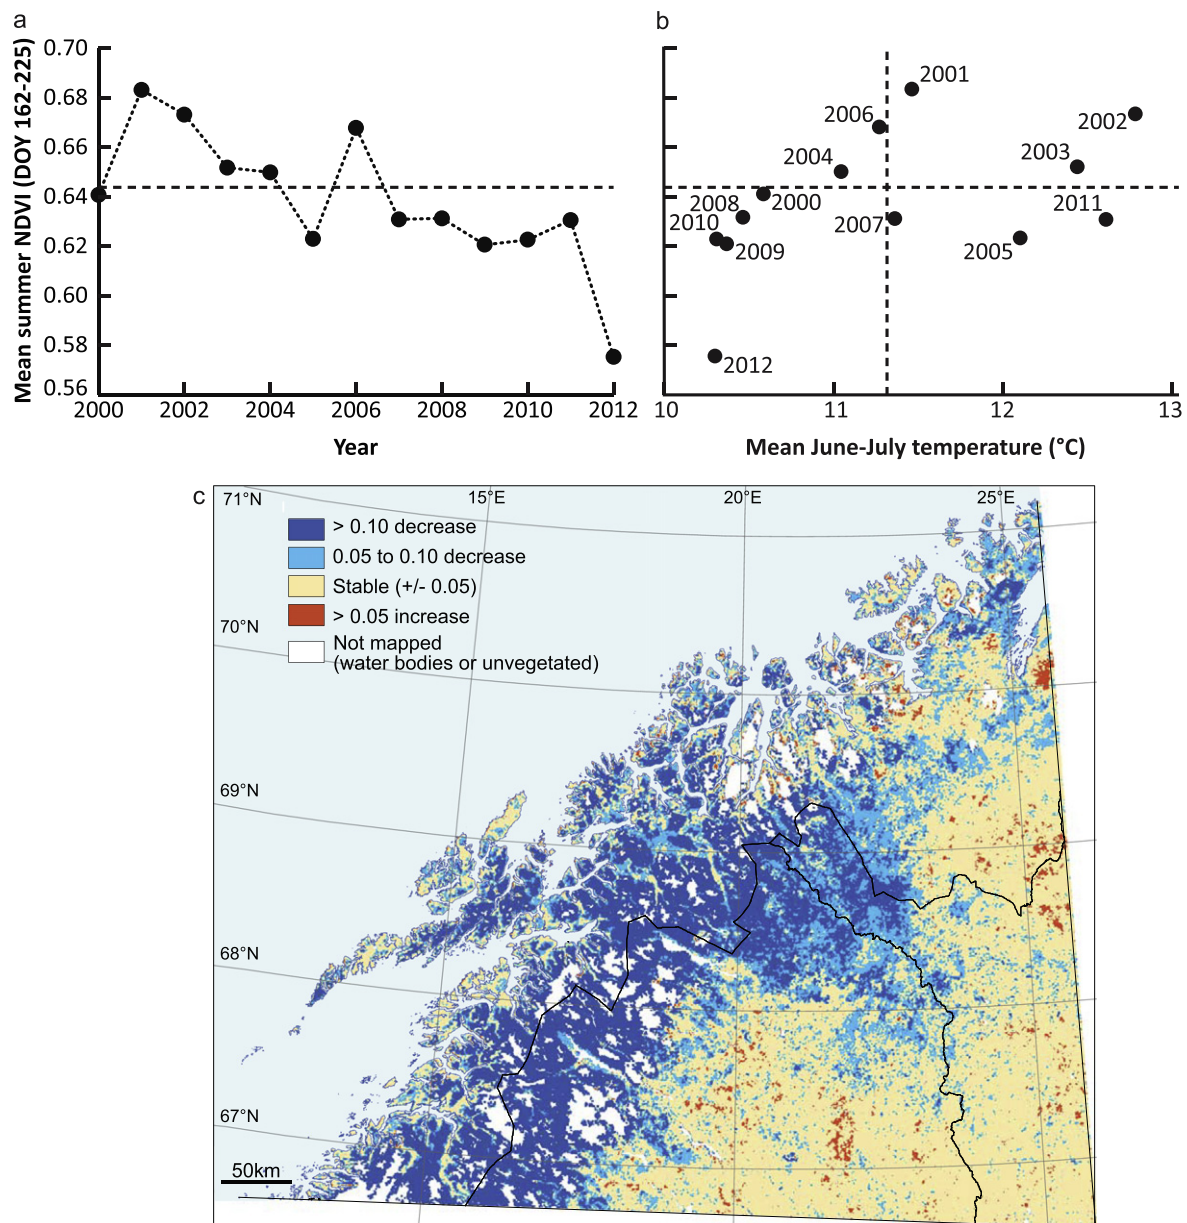 a
Mean summer NDVI (DOY 162-225)
0.70
0.68
0.66
0.64
0.62
0.60
0.58
0.56
2000 2002 2004 2006 2008 2010 2012
Year
b
2001
2006
2002
2004
2003
2008
2000
2011
2010
2007
2009
2005
2012
10 11 12 13
Mean June-July temperature (°C)
c
71°N 15°E 20°E 25°E
> 0.10 decrease
0.05 to 0.10 decrease
Stable (+/- 0.05)
> 0.05 increase
Not mapped
(water bodies or unvegetated)
70°N
69°N
68°N
67°N
50km